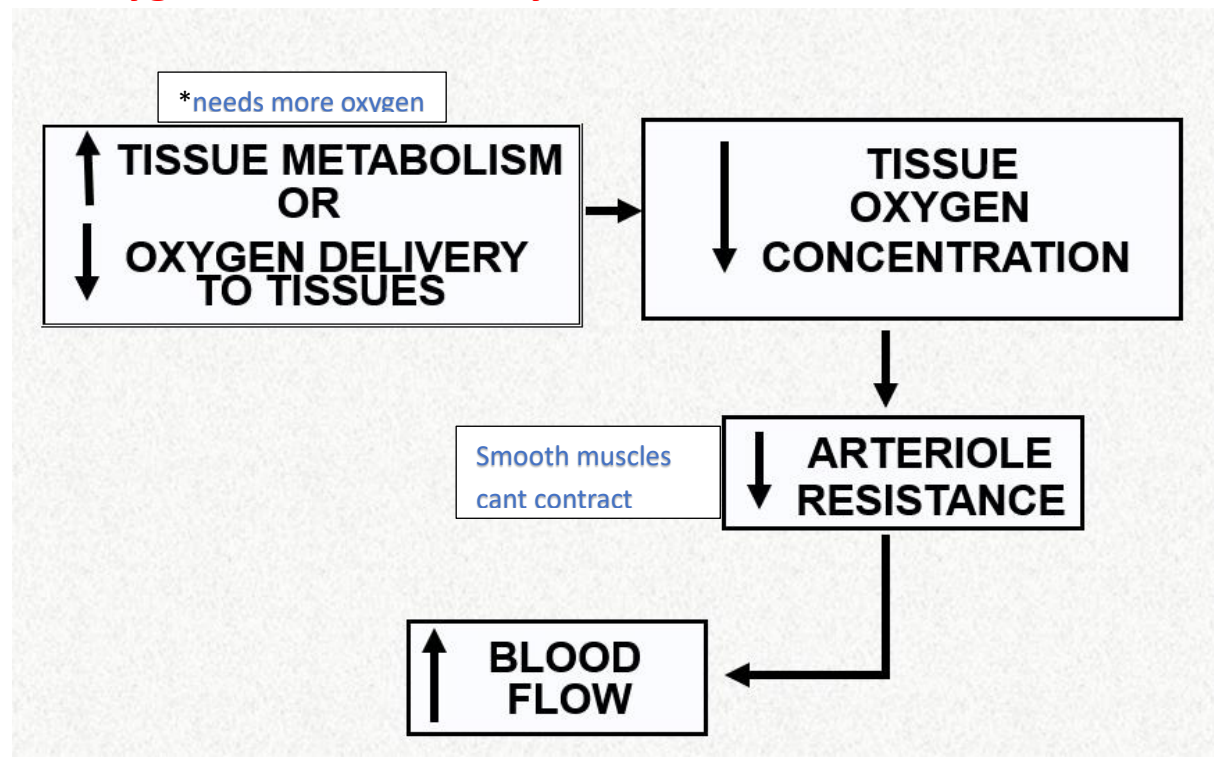 *needs more oxygen
TISSUE METABOLISM
OR
OXYGEN DELIVERY
TO TISSUES
TISSUE
OXYGEN
CONCENTRATION
Smooth muscles
cant contract
ARTERIOLE
RESISTANCE
BLOOD
FLOW